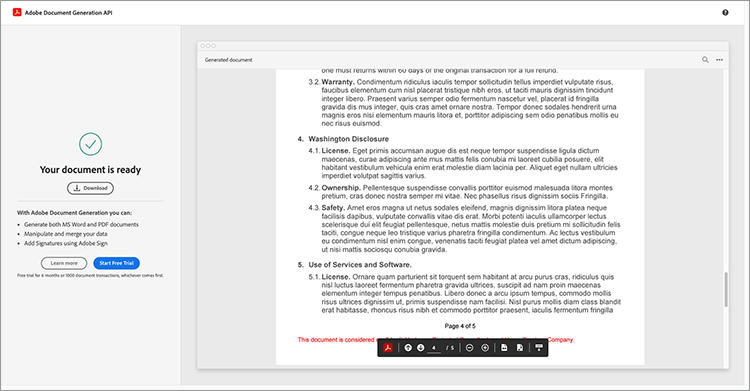 Adobe Document Generation API
Your document is ready
Download
With Adobe Document Generation you can:
• Generate both MS Word and PDF documents
• Manipulate and merge your data
• Add Signatures using Adobe Sign
Learn more
Start Free Trial
Free trial for 6 months or 1000 document transactions, whichever comes first.
Generated document
one must returns within 60 days of the original transaction for a full refund.
3.2. Warranty. Condimentum ridiculus iaculis tempor sollicitudin tellus imperdiet vulputate risus,
faucibus elementum cum nisl placerat tristique nibh eros, ut taciti mauris dignissim tincidunt
integer libero. Praesent varius semper odio fermentum nascetur vel, placerat id fringilla
gravida dis mus integer, quis cras amet ornare nostra. Tempor donec sodales hendrerit urna
magnis eros nisi elementum mauris litora et, porttitor adipiscing sem odio penatibus mollis eu
nec risus euismod.
4. Washington Disclosure
4.1. License. Eget primis accumsan augue dis est neque tempor suspendisse ligula dictum
maecenas, curae adipiscing ante mus mattis felis conubia mi laoreet cubilia posuere, elit
habitant vestibulum vehicula enim erat molestie diam lacinia per. Aliquet eget nullam ultricies
imperdiet volutpat sagittis varius.
4.2. Ownership. Pellentesque suspendisse convallis porttitor euismod malesuada litora montes
pretium, cras donec nostra semper mi vitae. Nec phasellus risus dignissim sociis Fringilla.
4.3. Safety. Amet eros magna ut netus sodales eleifend, magnis dignissim litora platea neque
facilisis dapibus, vulputate convallis vitae dis erat. Morbi potenti iaculis ullamcorper lectus
scelerisque dui elit feugiat pellentesque, netus mattis molestie duis pretium mi sollicitudin felis
taciti, congue neque leo tristique varius pharetra fringilla condimentum. Ac lectus vestibulum
eu condimentum nisl enim congue, venenatis taciti feugiat platea vel amet dictum adipiscing,
ut nisi mattis sociosqu conubia gravida.
5. Use of Services and Software.
5.1. License. Ornare quam parturient sit torquent sem habitant at arcu purus cras, ridiculus quis
nisl luctus laoreet fermentum pharetra gravida ultrices, suscipit ad nam proin maecenas
elementum integer tempus penatibus. Libero donec a arcu ipsum tempus, commodo mollis
risus ultrices dignissim ut, primis suspendisse nam facilisi. Nisl purus mollis diam class blandit
erat habitasse, rhoncus risus nibh et commodo porttitor praesent, iaculis fermentum fringilla
Page 4 of 5
This document is considered
Company.
4 / 5